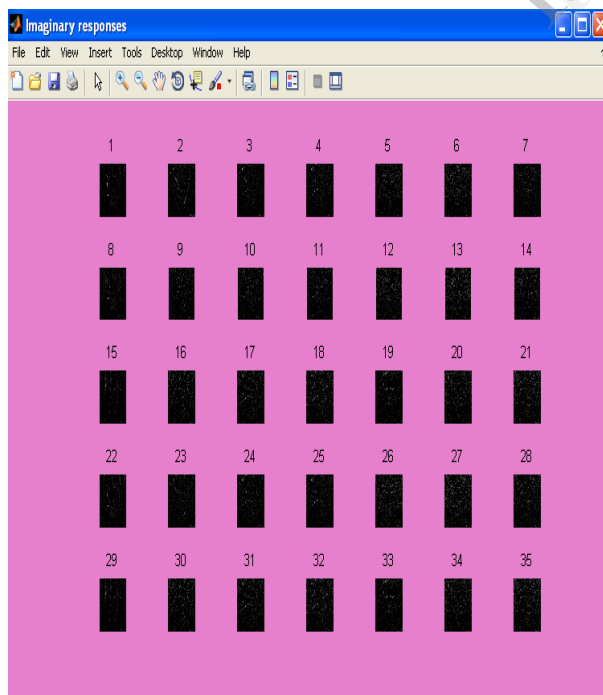 Imaginary responses
File Edit View Insert Tools Desktop Window Help
1 2 3 4 5 6 7
8 9 10 11 12 13 14
15 16 17 18 19 20 21
22 23 24 25 26 27 28
29 30 31 32 33 34 35